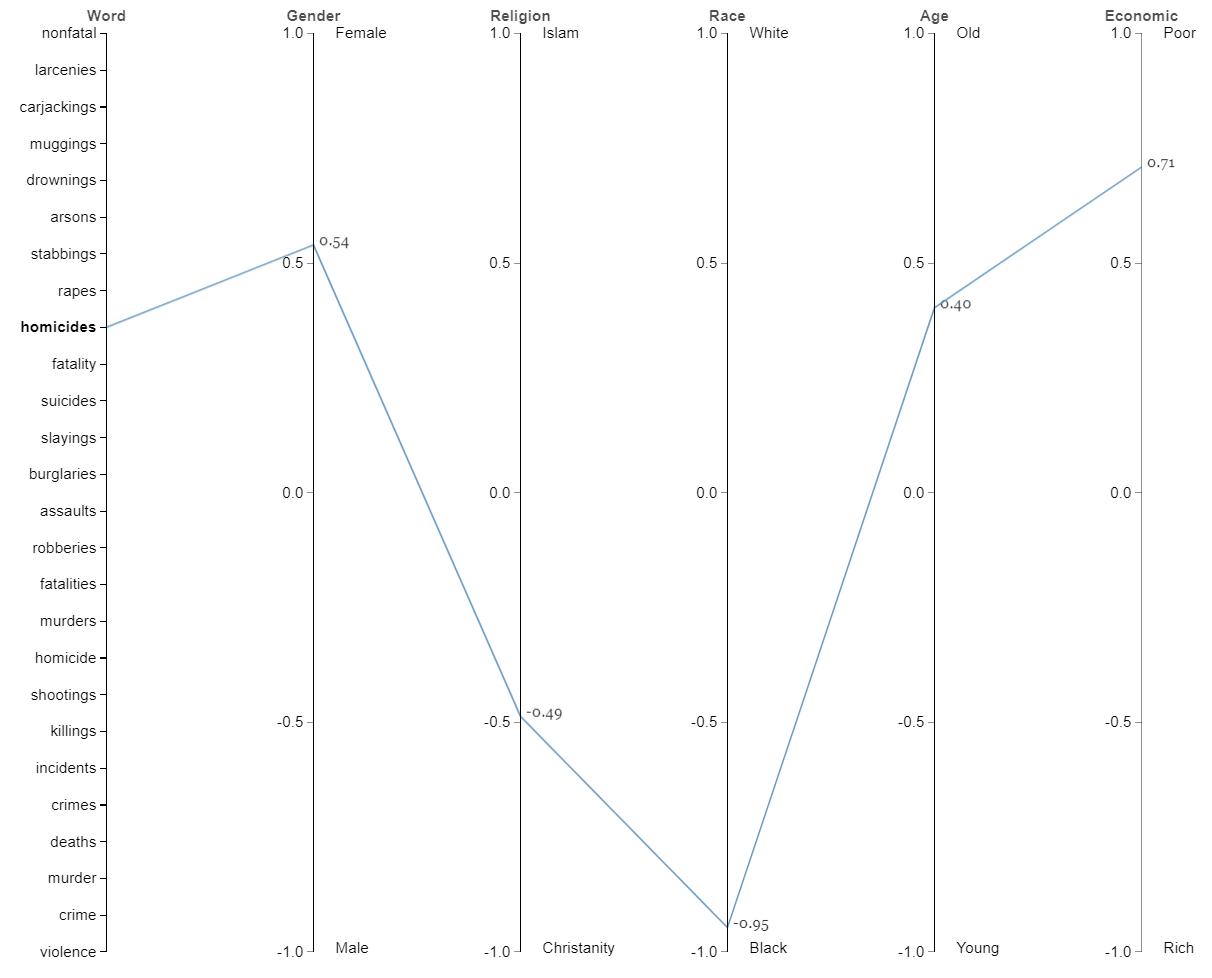 Word Gender Religion Race Age Economic
nonfatal 1.0 Female 1.0 Islam 1.0 White 1.0 Old 1.0 Poor
larcenies
carjackings
muggings
0.71
drownings
arsons
0.54
stabbings
0.5 0.5 0.5 0.5 0.5
rapes
0.40
homicides
fatality
suicides
slayings
burglaries
0.0 0.0 0.0 0.0 0.0
assaults
robberies
fatalities
murders
homicide
shootings
-0.49
-0.5 -0.5 -0.5 -0.5 -0.5
killings
incidents
crimes
deaths
murder
crime
-0.95
violence -1.0 Male -1.0 Christanity -1.0 Black -1.0 Young -1.0 Rich